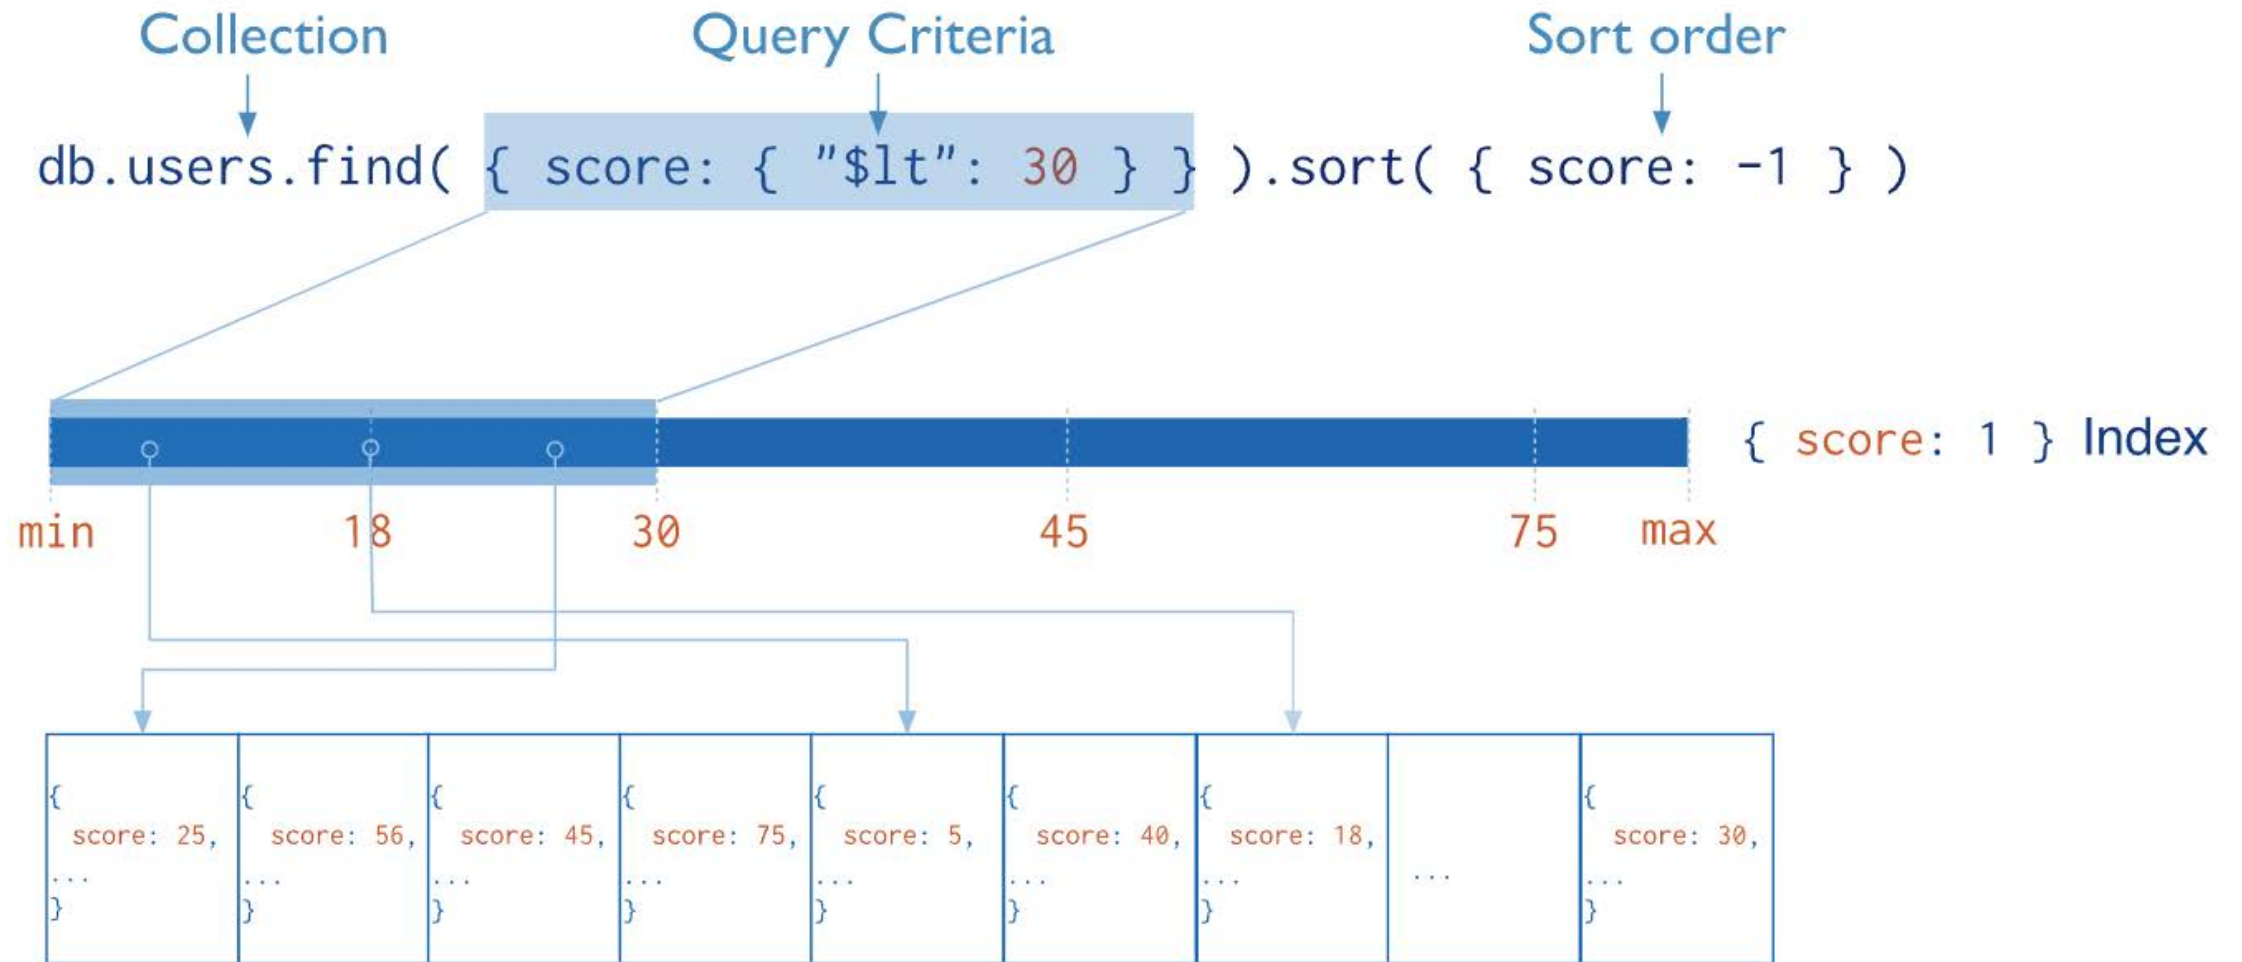 Collection Query Criteria Sort order
db.users.find( { score: { "$lt": 30 } } ).sort( { score: -1 } )
{ score: 1 } Index
min 18 30 45 75 max
{ { { { { { { {
score: 25, score: 56, score: 45, score: 75, score: 5, score: 40, score: 18, score: 30,
... ... ... ... ... ... ... ... ...
} } } } } } } }